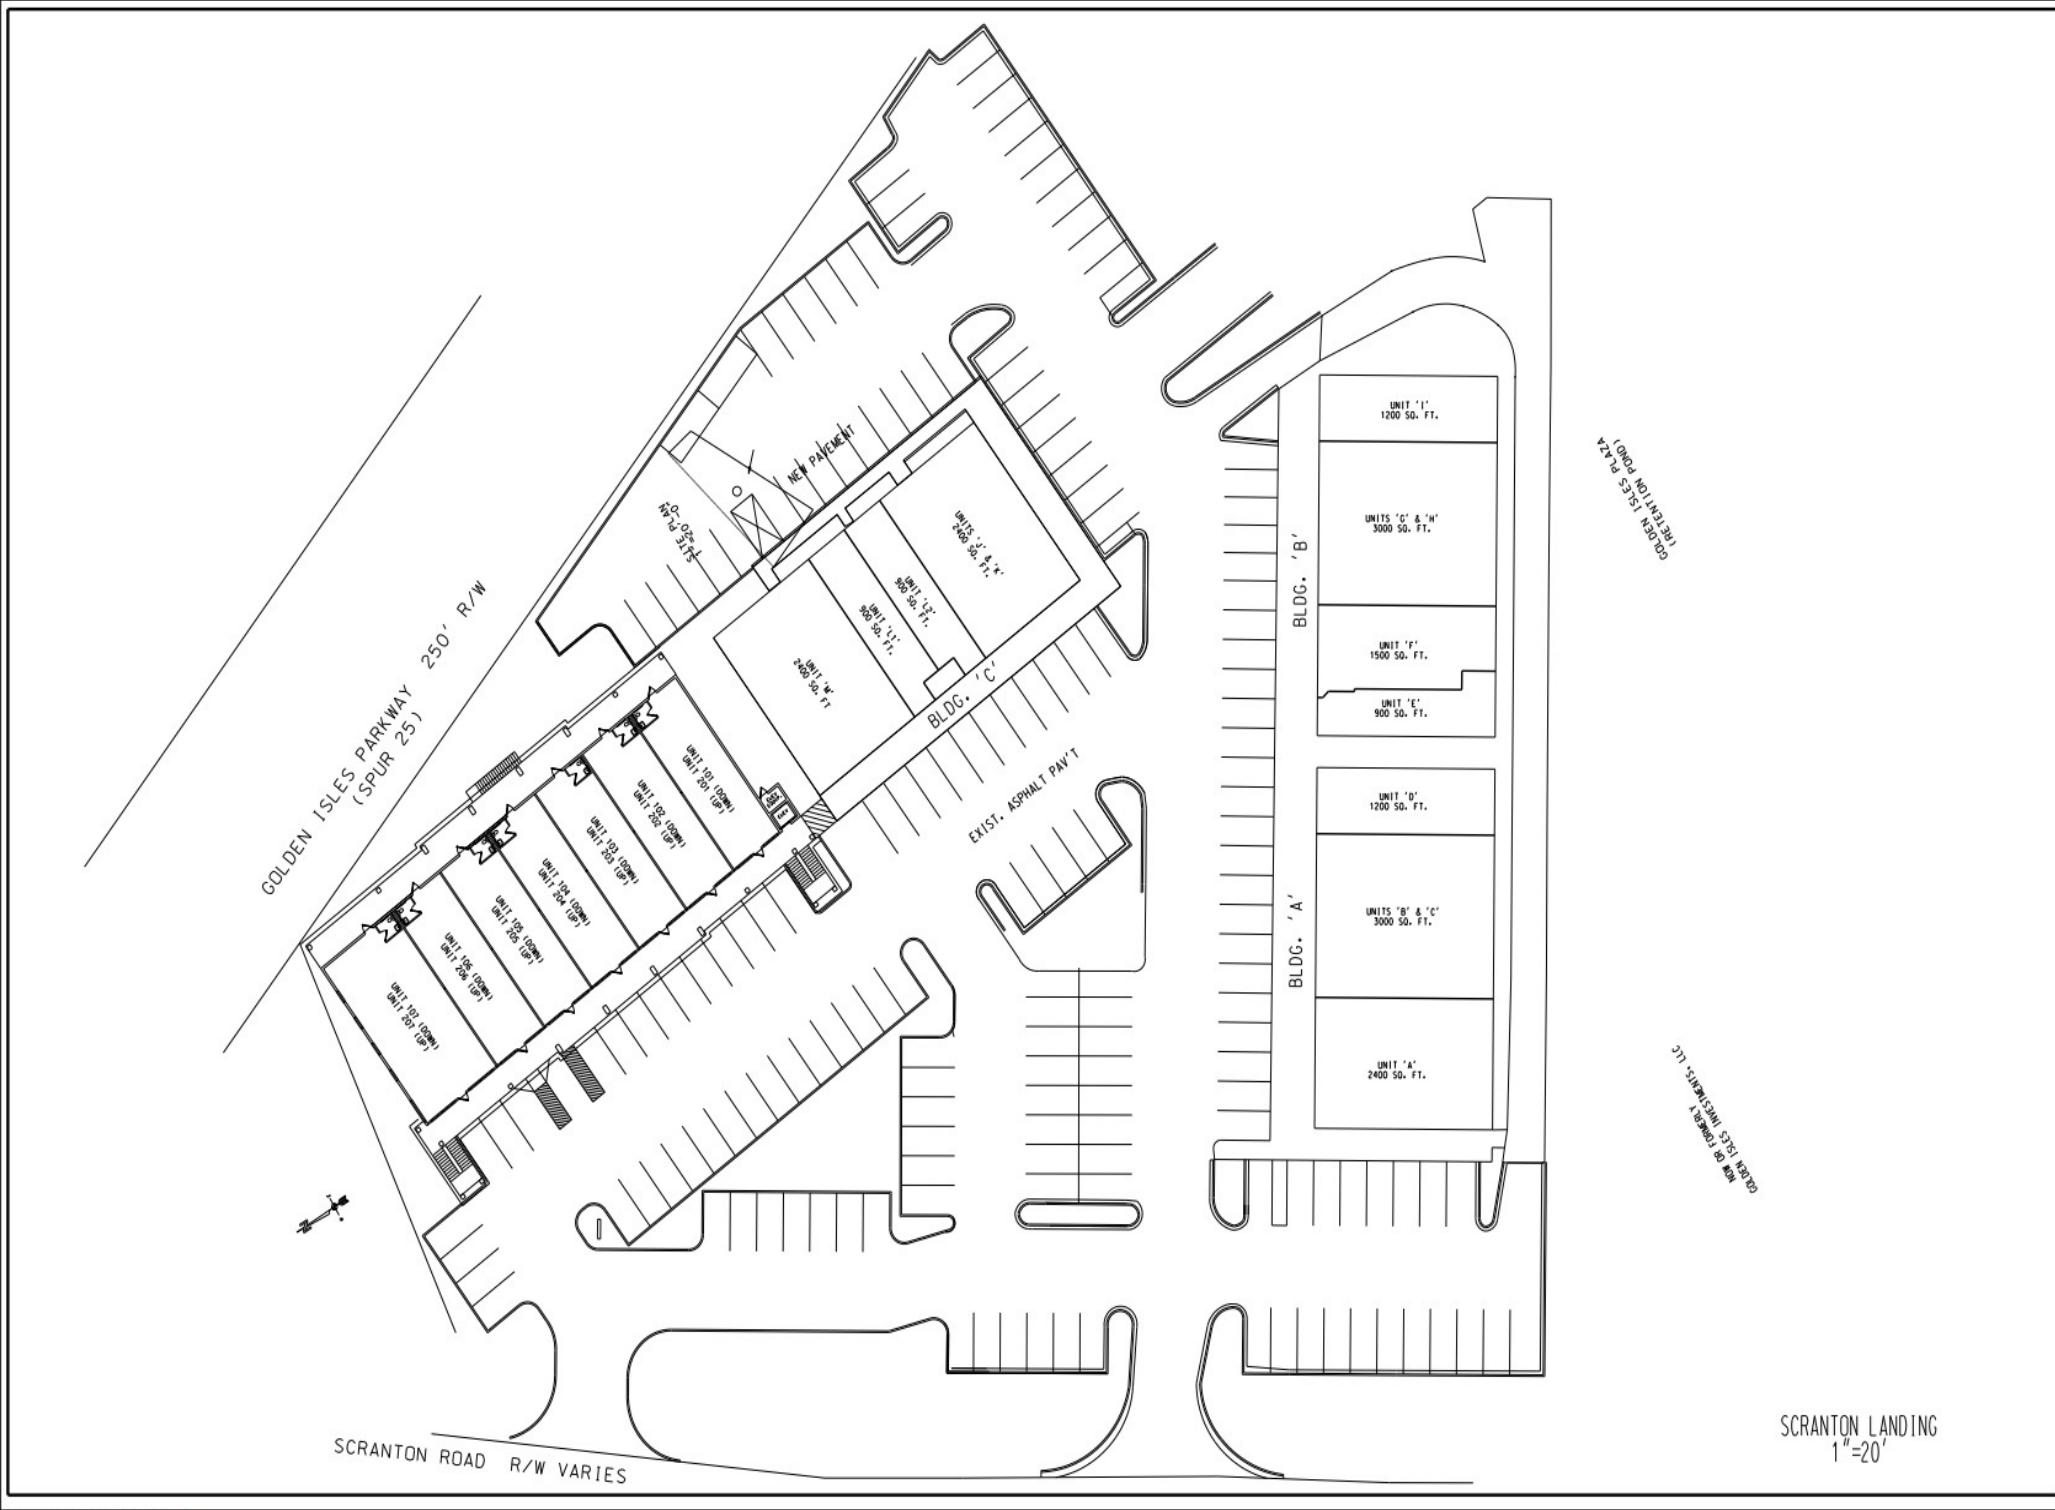 GOLDEN ISLES PARKWAY 250' R/W
(SPUR 25)
NEW PAVEMENT
SITE PLAN
1"=20'-0"
UNITS 'J' & 'K'
2400 SQ. FT.
UNIT 'L2'
900 SQ. FT.
UNIT 'L1'
900 SQ. FT.
UNIT 'M'
2400 SQ. FT
BLDG. 'C'
UNIT 101 (DOWN)
UNIT 201 (UP)
UNIT 102 (DOWN)
UNIT 202 (UP)
UNIT 103 (DOWN)
UNIT 203 (UP)
UNIT 104 (DOWN)
UNIT 204 (UP)
UNIT 105 (DOWN)
UNIT 205 (UP)
UNIT 106 (DOWN)
UNIT 206 (UP)
UNIT 107 (DOWN)
UNIT 207 (UP)
ELEV
EXIST. ASPHALT PAV'T
BLDG. 'B'
UNIT 'I'
1200 SQ. FT.
UNITS 'G' & 'H'
3000 SQ. FT.
UNIT 'F'
1500 SQ. FT.
UNIT 'E'
900 SQ. FT.
BLDG. 'A'
UNIT 'D'
1200 SQ. FT.
UNITS 'B' & 'C'
3000 SQ. FT.
UNIT 'A'
2400 SQ. FT.
GOLDEN ISLES PLAZA
(RETENTION POND)
NOW OR FORMERLY
GOLDEN ISLES INVESTMENTS, LLC
N
SCRANTON ROAD R/W VARIES
SCRANTON LANDING
1"=20'